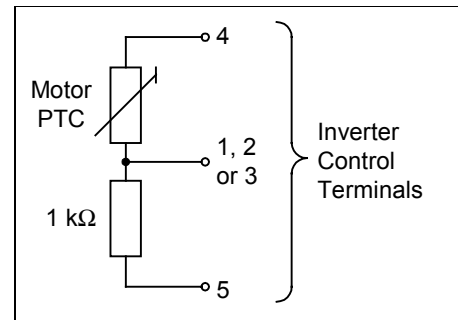 4
Motor
PTC
1, 2
or 3
Inverter
Control
Terminals
1 kΩ
5